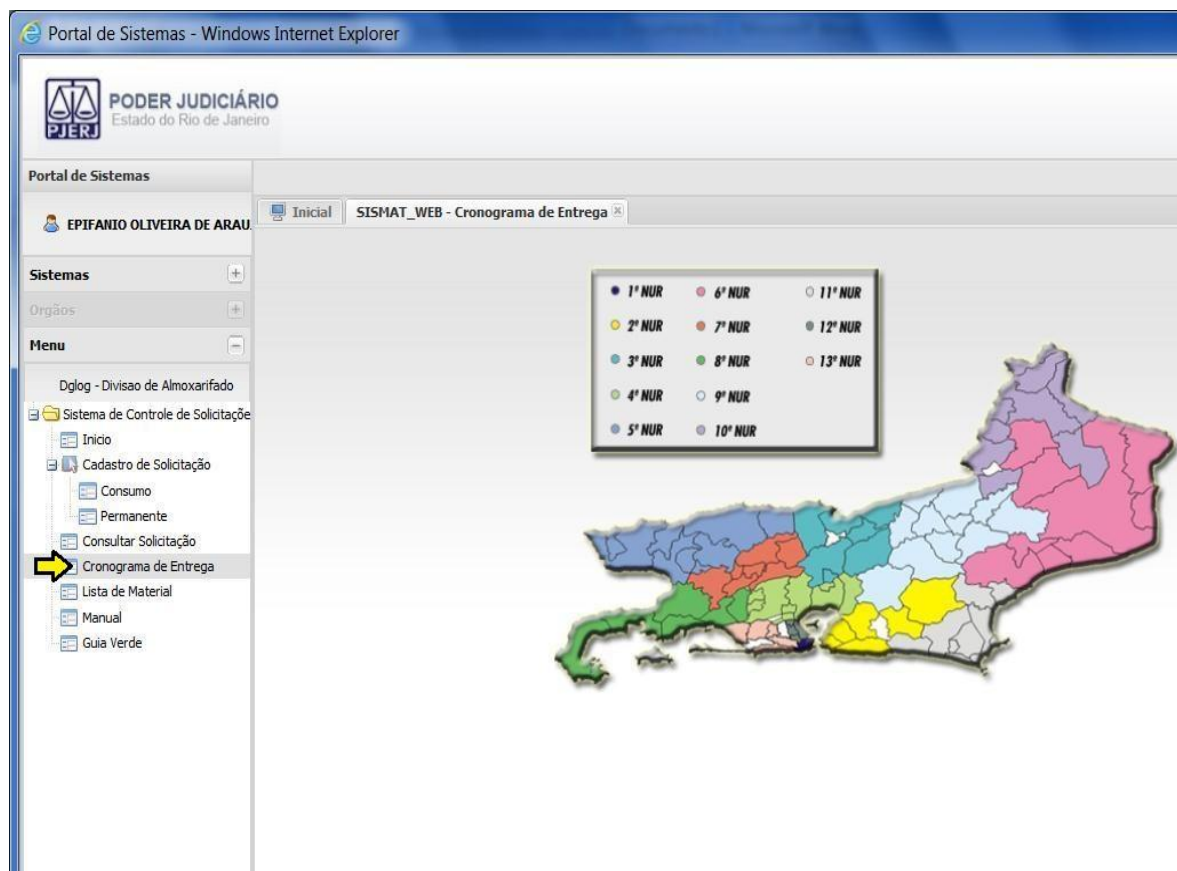 Portal de Sistemas - Windows Internet Explorer
PJERJ
PODER JUDICIÁRIO
Estado do Rio de Janeiro
Portal de Sistemas
EPIFANIO OLIVEIRA DE ARAU.
Inicial
SISMAT_WEB - Cronograma de Entrega
Sistemas
Orgãos
Menu
Dglog - Divisao de Almoxarifado
Sistema de Controle de Solicitaçõe
Inicio
Cadastro de Solicitação
Consumo
Permanente
Consultar Solicitação
Cronograma de Entrega
Lista de Material
Manual
Guia Verde
1º NUR
6º NUR
11º NUR
2º NUR
7º NUR
12º NUR
3º NUR
8º NUR
13º NUR
4º NUR
9º NUR
5º NUR
10º NUR